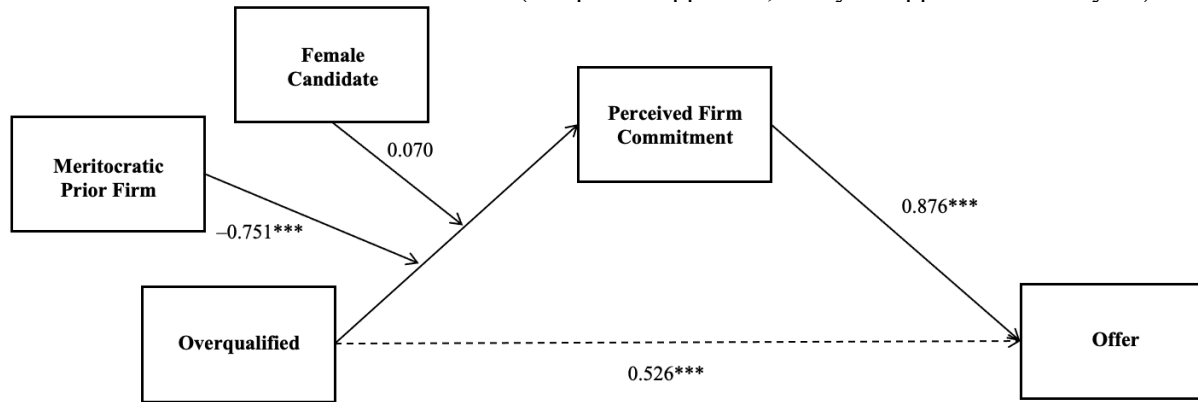 Female
Candidate
Perceived Firm
Commitment
0.070
Meritocratic
Prior Firm
0.876***
–0.751***
Overqualified
Offer
0.526***